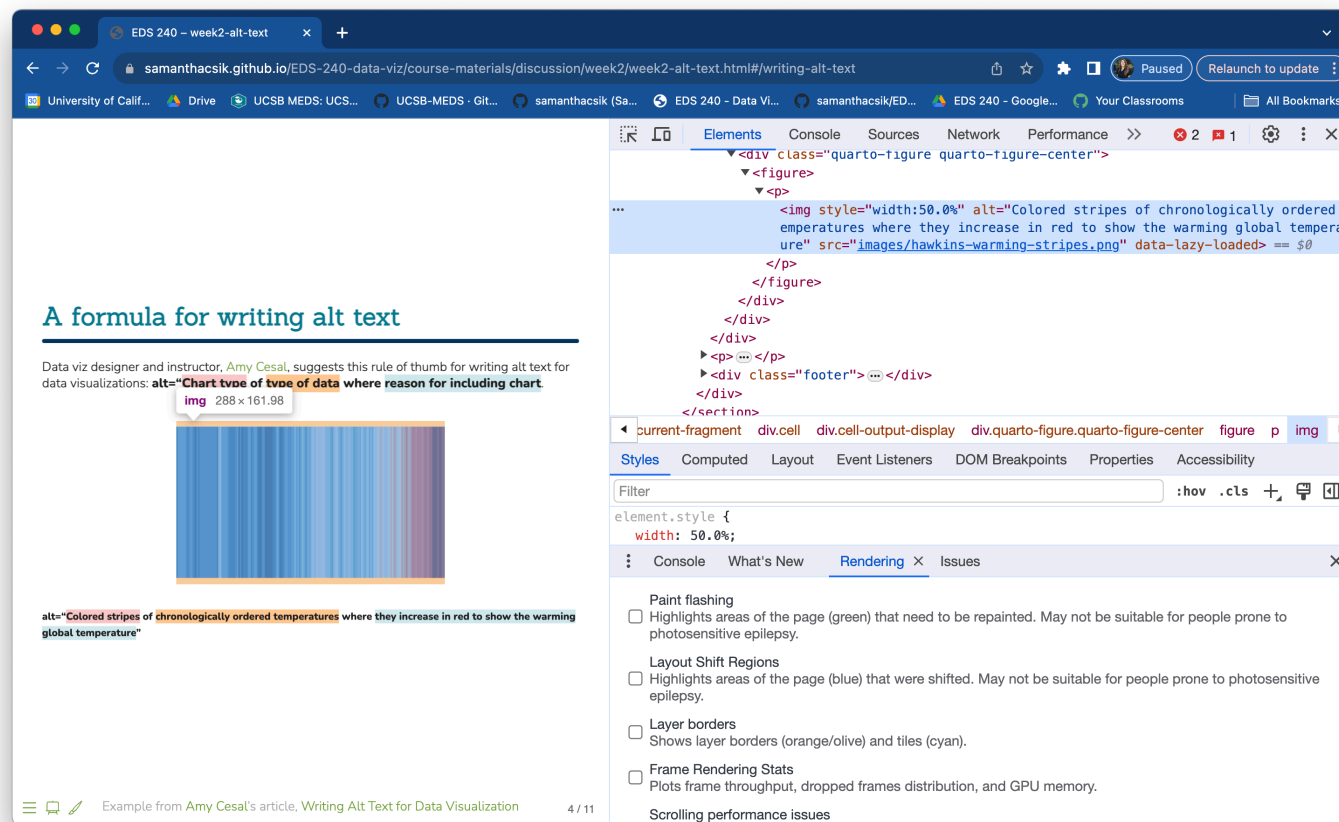 EDS 240 – week2-alt-text
samanthacsik.github.io/EDS-240-data-viz/course-materials/discussion/week2/week2-alt-text.html#/writing-alt-text
Paused
Relaunch to update
30
University of Calif...
Drive
UCSB MEDS: UCS...
UCSB-MEDS · Git...
samanthacsik (Sa...
EDS 240 - Data Vi...
samanthacsik/ED...
EDS 240 - Google...
Your Classrooms
All Bookmarks
A formula for writing alt text
Data viz designer and instructor, Amy Cesal, suggests this rule of thumb for writing alt text for
data visualizations: alt=“Chart type of type of data where reason for including chart.
img 288 × 161.98
alt=“Colored stripes of chronologically ordered temperatures where they increase in red to show the warming
global temperature”
Example from Amy Cesal’s article, Writing Alt Text for Data Visualization
4 / 11
Elements Console Sources Network Performance 2 1
<div class="quarto-figure quarto-figure-center">
<figure>
<p>
<img style="width:50.0%" alt="Colored stripes of chronologically ordered
emperatures where they increase in red to show the warming global tempera
ure" src="images/hawkins-warming-stripes.png" data-lazy-loaded> == $0
</p>
</figure>
</div>
</div>
</div>
<p> ... </p>
<div class="footer"> ... </div>
</div>
</section>
current-fragment div.cell div.cell-output-display div.quarto-figure.quarto-figure-center figure p img
Styles Computed Layout Event Listeners DOM Breakpoints Properties Accessibility
Filter
:hov .cls
element.style {
width: 50.0%;
Console What's New Rendering Issues
Paint flashing
Highlights areas of the page (green) that need to be repainted. May not be suitable for people prone to
photosensitive epilepsy.
Layout Shift Regions
Highlights areas of the page (blue) that were shifted. May not be suitable for people prone to photosensitive
epilepsy.
Layer borders
Shows layer borders (orange/olive) and tiles (cyan).
Frame Rendering Stats
Plots frame throughput, dropped frames distribution, and GPU memory.
Scrolling performance issues